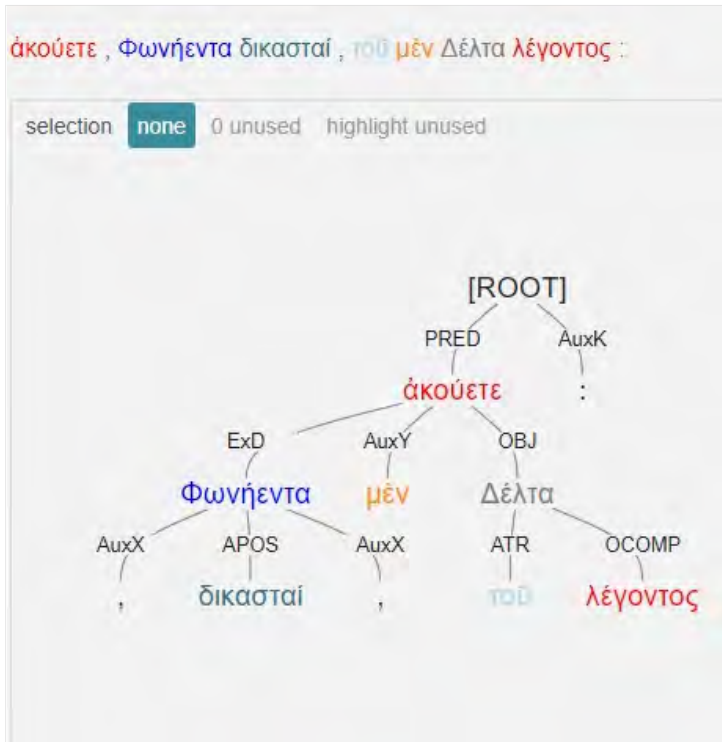 ἀκούετε , Φωνήεντα δικασταί , τοῦ μὲν Δέλτα λέγοντος :
selection none 0 unused highlight unused
[ROOT]
PRED AuxK
ἀκούετε :
ExD AuxY OBJ
Φωνήεντα μὲν Δέλτα
AuxX APOS AuxX ATR OCOMP
, δικασταί , τοῦ λέγοντος